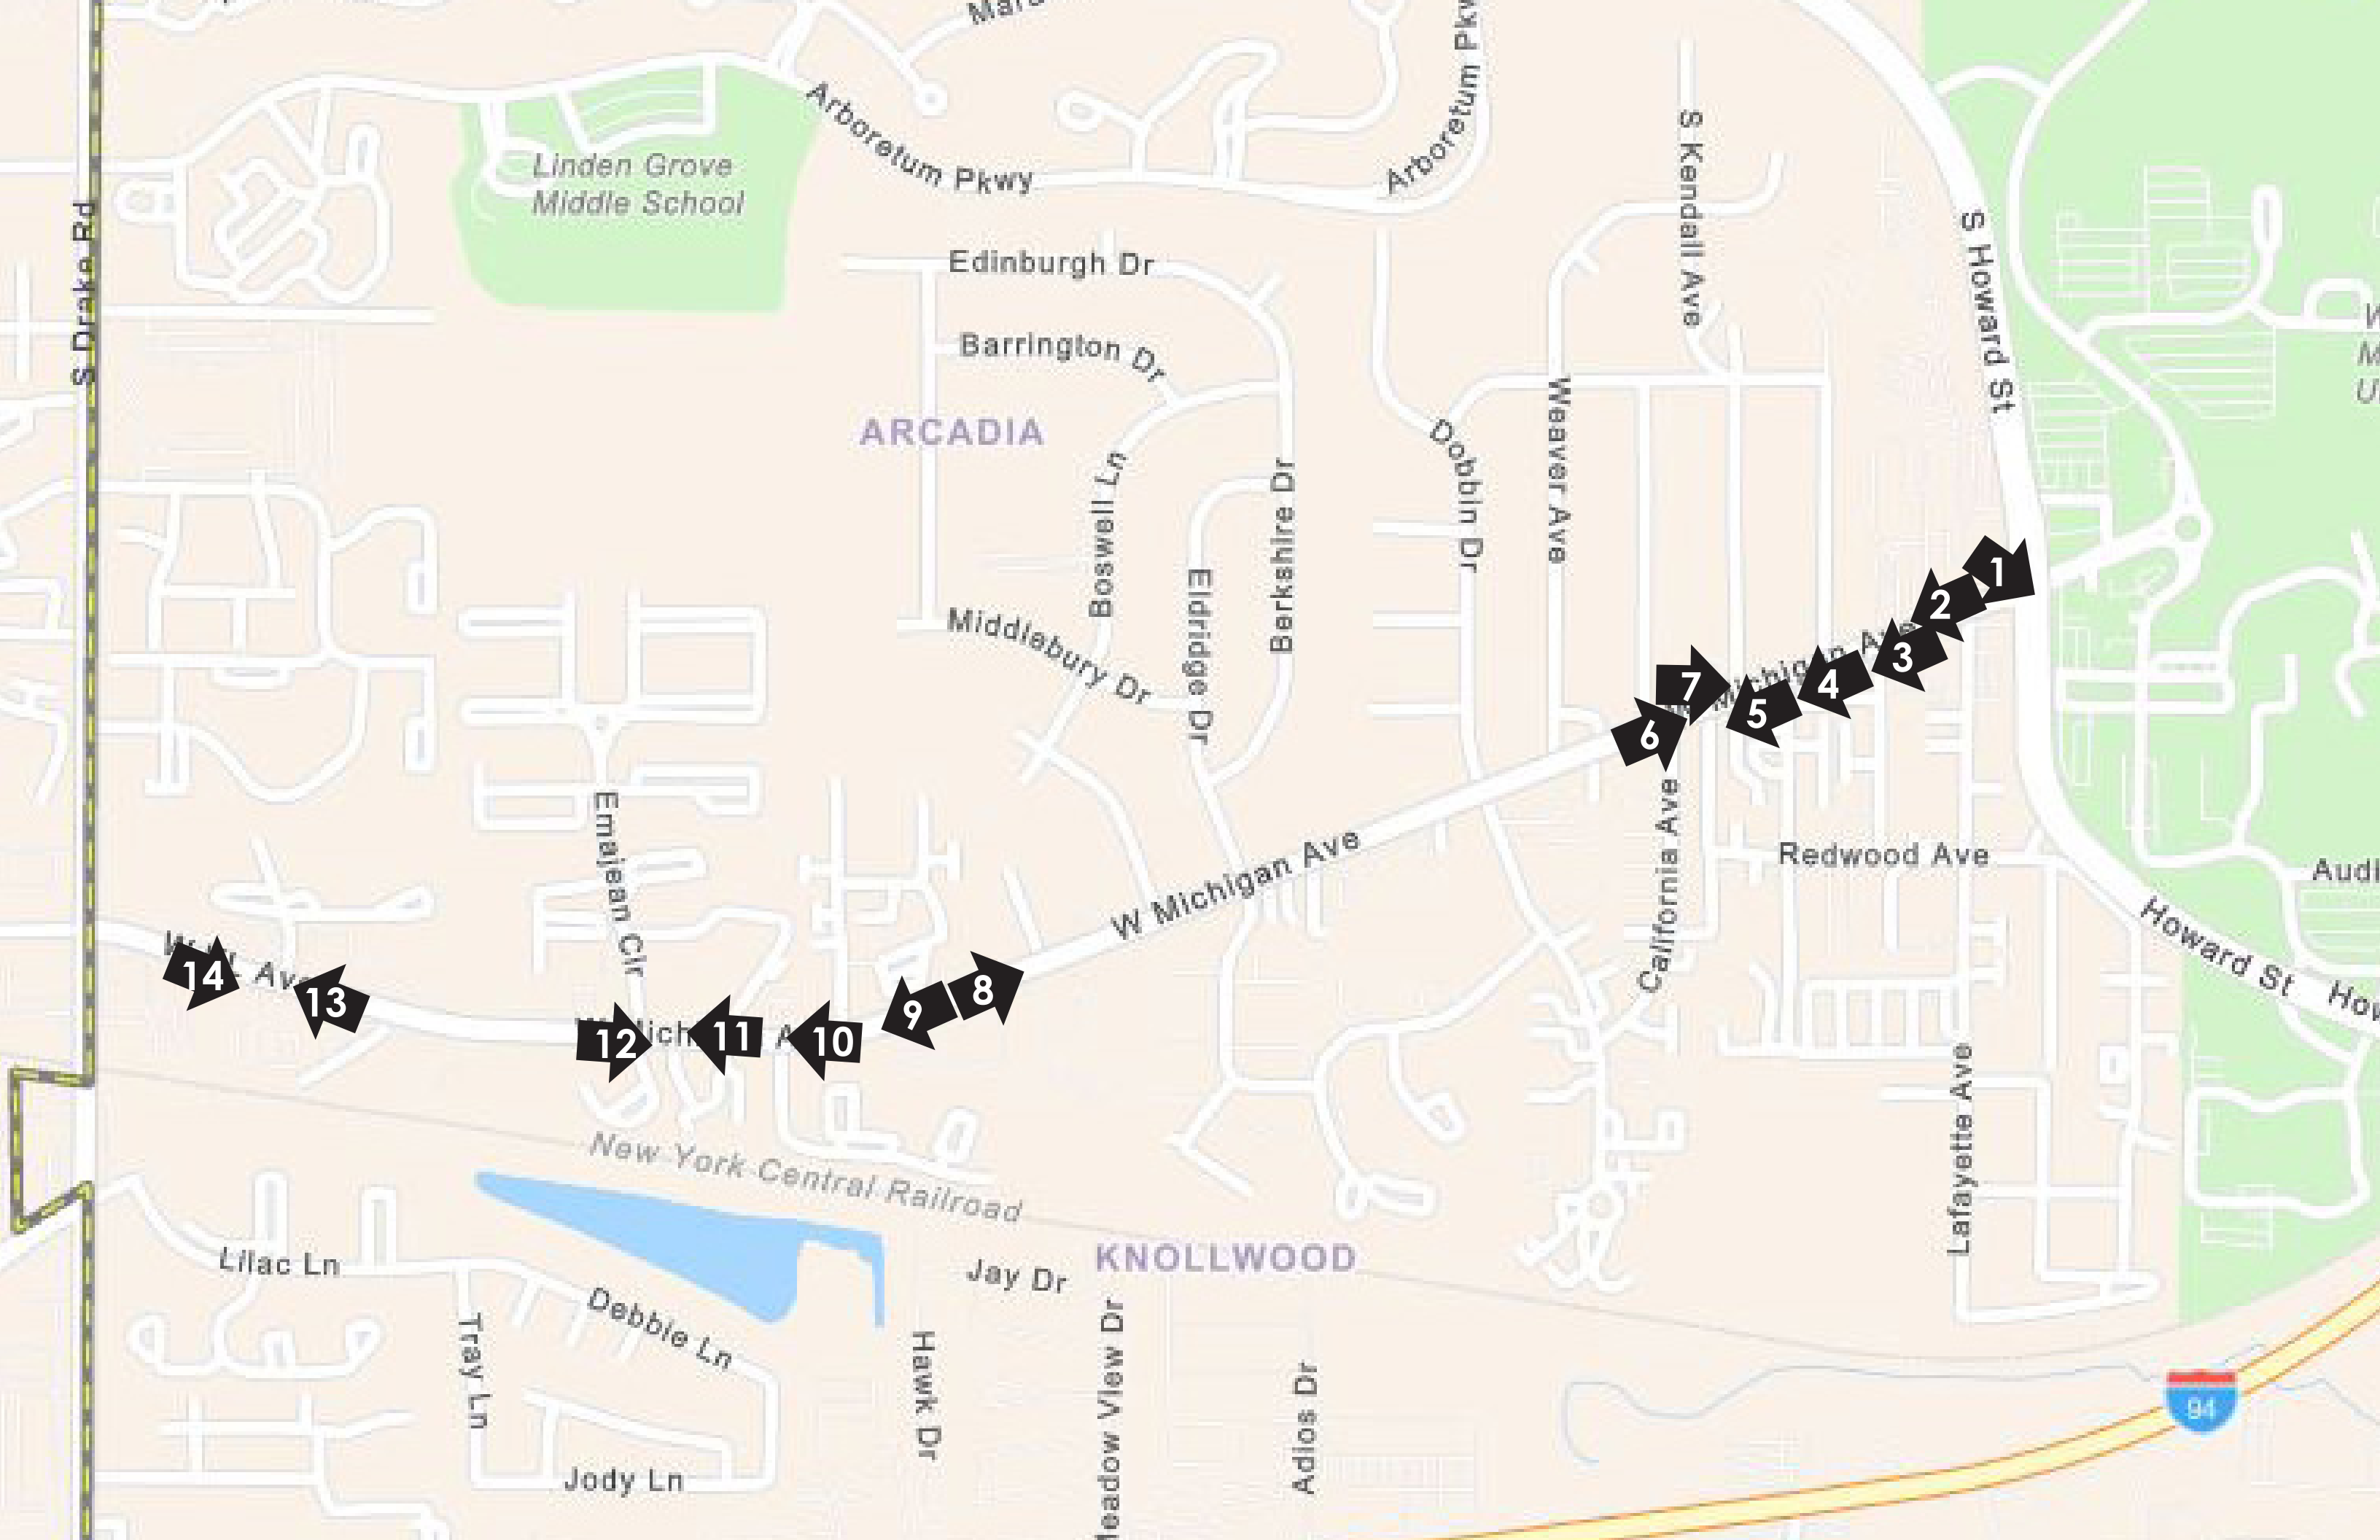 Arboretum Pkwy
Arboretum Pkwy
Linden Grove
Middle School
S Drake Rd
S Kendall Ave
S Howard St
Edinburgh Dr
Barrington Dr
ARCADIA
Boswell Ln
Berkshire Dr
Eldridge Dr
Middlebury Dr
Dobbin Dr
Weaver Ave
1
2
3
4
5
6
7
Michigan Ave
California Ave
Redwood Ave
W Michigan Ave
Howard St
Emajean Cir
8
9
10
11
12
13
14
Lafayette Ave
New York Central Railroad
KNOLLWOOD
Lilac Ln
Debbie Ln
Tray Ln
Jody Ln
Jay Dr
Hawk Dr
Meadow View Dr
Adios Dr
94